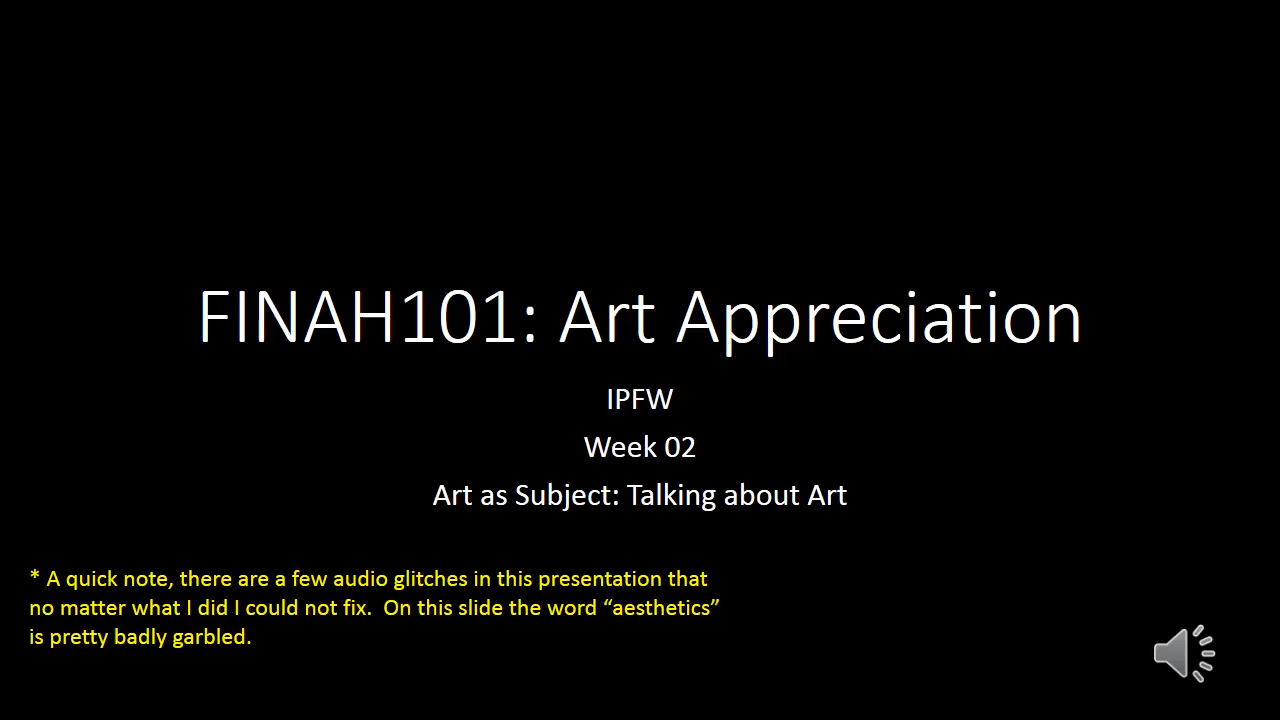 FINAH101: Art Appreciation
IPFW
Week 02
Art as Subject: Talking about Art
* A quick note, there are a few audio glitches in this presentation that
no matter what I did I could not fix.  On this slide the word “aesthetics”
is pretty badly garbled.